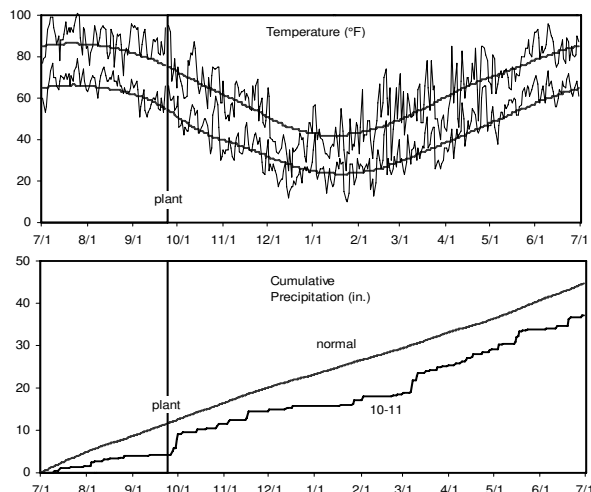 100
Temperature (°F)
80
60
40
20
plant
0
7/1 8/1 9/1 10/1 11/1 12/1 1/1 2/1 3/1 4/1 5/1 6/1 7/1
50
Cumulative
Precipitation (in.)
40
normal
30
20
plant
10-11
10
0
7/1 8/1 9/1 10/1 11/1 12/1 1/1 2/1 3/1 4/1 5/1 6/1 7/1